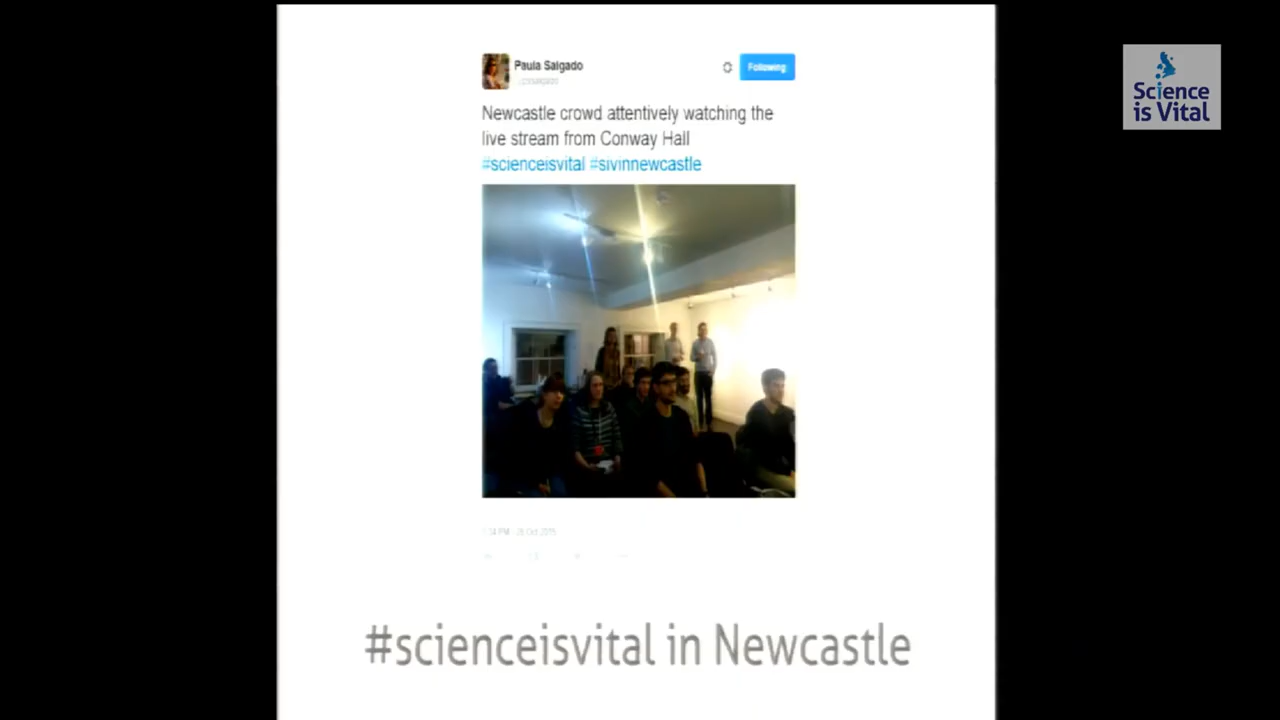 Paula Salgado
Following
Newcastle crowd attentively watching the
live stream from Conway Hall
#scienceisvital #sivinnewcastle
#scienceisvital in Newcastle
Science
is Vital